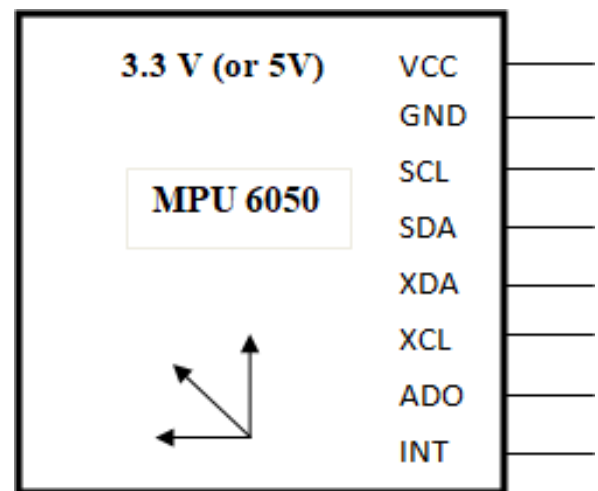 3.3 V (or 5V)
VCC
GND
SCL
MPU 6050
SDA
XDA
XCL
ADO
INT